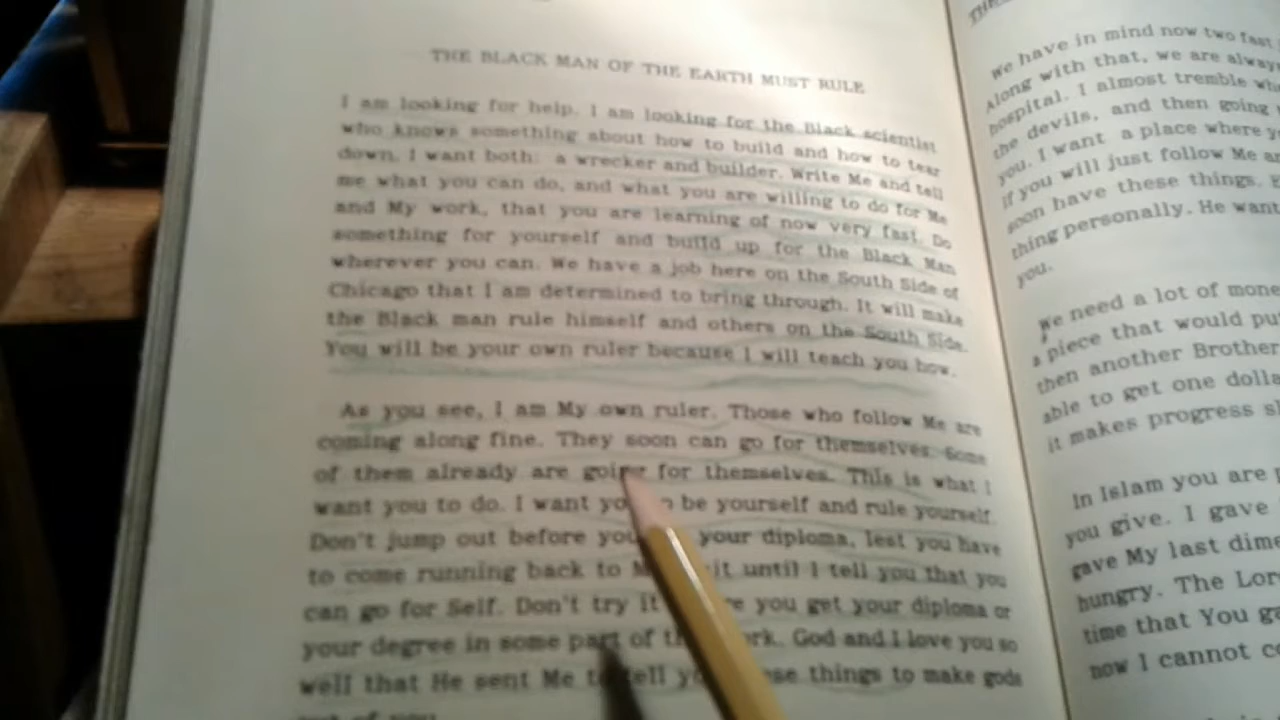 THE BLACK MAN OF THE EARTH MUST RULE
I am looking for help. I am looking for the Black scientist
who knows something about how to build and how to tear
down. I want both: a wrecker and builder. Write Me and tell
me what you can do, and what you are willing to do for Me
and My work, that you are learning of now very fast. Do
something for yourself and build up for the Black Man
wherever you can. We have a job here on the South Side of
Chicago that I am determined to bring through. It will make
the Black man rule himself and others on the South Side.
You will be your own ruler because I will teach you how.
As you see, I am My own ruler. Those who follow Me are
coming along fine. They soon can go for themselves. Some
of them already are going for themselves. This is what I
want you to do. I want be yourself and rule yourself.
Don't jump out before your diploma, lest you have
to come running back to until I tell you that you
can go for Self. Don't try it you get your diploma or
your degree in some part of God and I love you so
well that He sent Me to tell things to make gods
of you
We have in mind now two fast
Along with that, we are always
hospital. I almost tremble
the devils, and then going
you. I want a place where
If you will just follow Me
soon have these things.
thing personally. He want
you.
We need a lot of
a piece that would
then another Brother
able to get one
it makes progress
In Islam you are
you give. I gave
gave My last
hungry. The
time that You
now I cannot